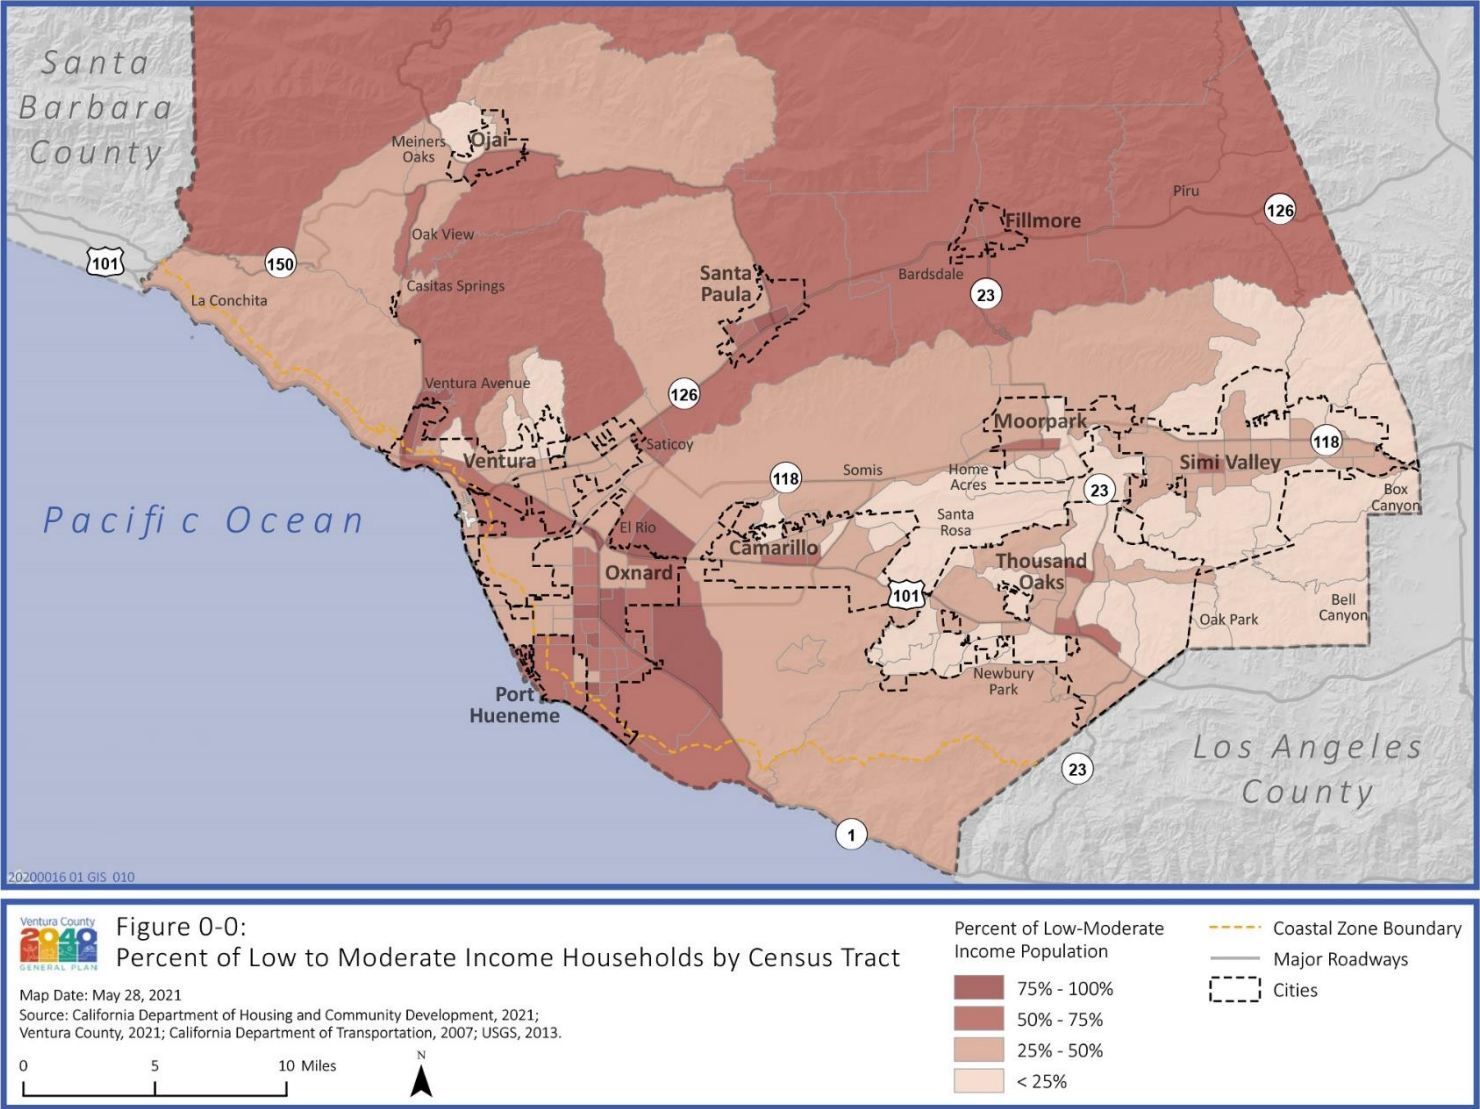 Santa
Barbara
County
Meiners
Oaks
Ojai
Piru
126
Fillmore
101
150
Oak View
Santa
Paula
Bardsdale
23
Casitas Springs
La Conchita
Ventura Avenue
126
Moorpark
Saticoy
Ventura
118
Somis
Home
Acres
118
Simi Valley
23
Box
Canyon
Pacific Ocean
El Rio
Santa
Rosa
Camarillo
Thousand
Oaks
Oxnard
101
Bell
Canyon
Oak Park
Newbury
Park
Port
Hueneme
Los Angeles
County
23
1
20200016 01 GIS 010
Ventura County
2040
GENERAL PLAN
Figure 0-0:
Percent of Low to Moderate Income Households by Census Tract
Map Date: May 28, 2021
Source: California Department of Housing and Community Development, 2021;
Ventura County, 2021; California Department of Transportation, 2007; USGS, 2013.
0 5 10 Miles
N
Percent of Low-Moderate
Income Population
75% - 100%
50% - 75%
25% - 50%
< 25%
Coastal Zone Boundary
Major Roadways
Cities